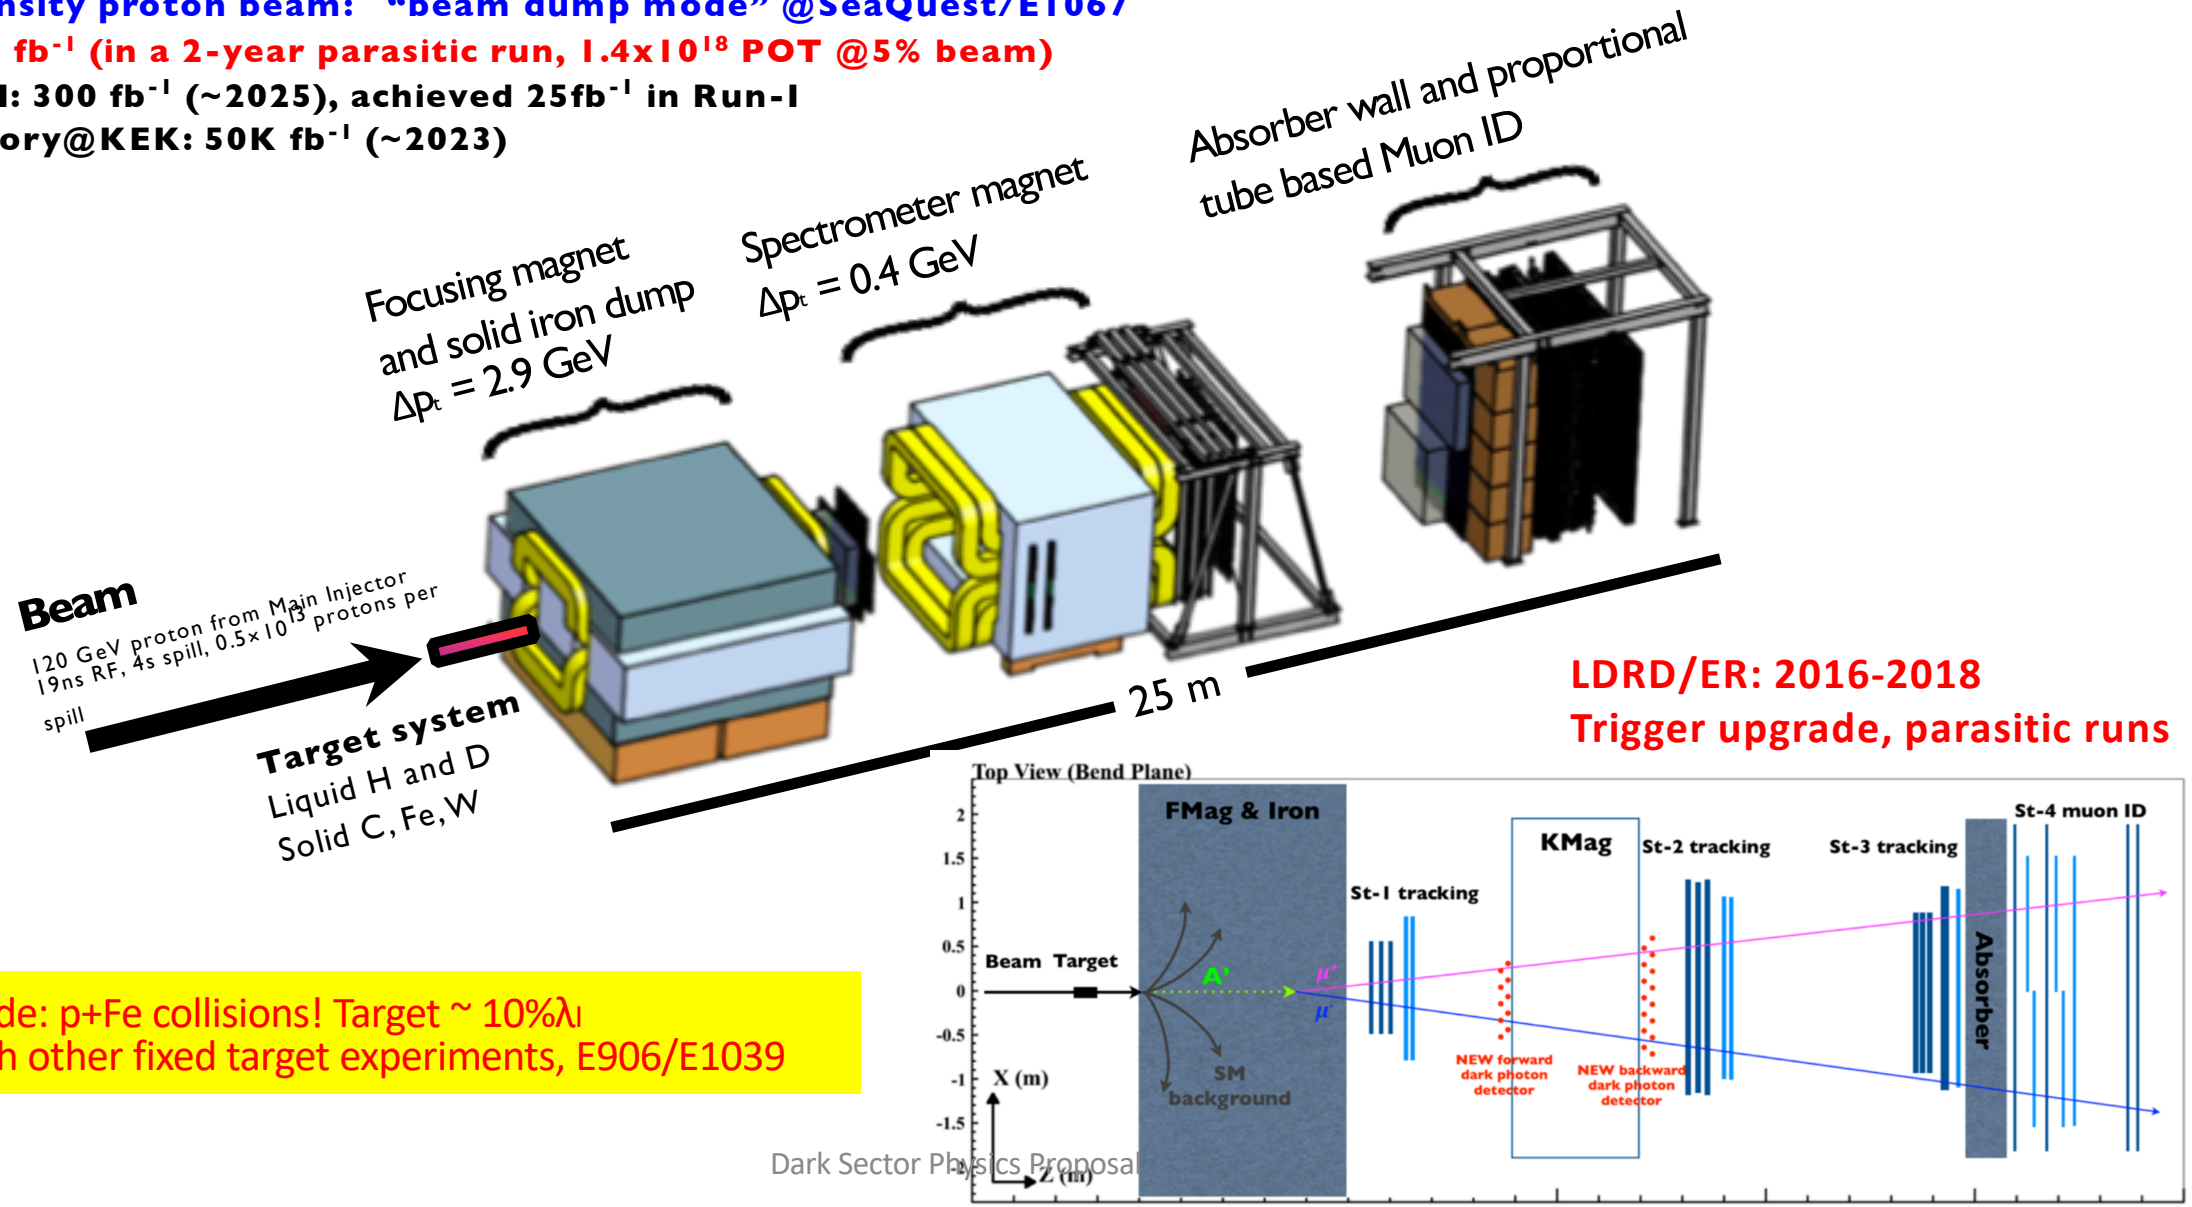 nsity proton beam: “beam dump mode” @SeaQuest/E1067
fb⁻¹ (in a 2-year parasitic run, 1.4x10¹⁸ POT @5% beam)
I: 300 fb⁻¹ (~2025), achieved 25fb⁻¹ in Run-I
ory@KEK: 50K fb⁻¹ (~2023)
Absorber wall and proportional
tube based Muon ID
Spectrometer magnet
Δpₜ = 0.4 GeV
Focusing magnet
and solid iron dump
Δpₜ = 2.9 GeV
Beam
120 GeV proton from Main Injector
19ns RF, 4s spill, 0.5×10¹³ protons per
spill
Target system
Liquid H and D
Solid C, Fe, W
25 m
LDRD/ER: 2016-2018
Trigger upgrade, parasitic runs
Top View (Bend Plane)
FMag & Iron
KMag
St-1 tracking
St-2 tracking
St-3 tracking
St-4 muon ID
Absorber
Beam Target
A'
μ⁺
μ⁻
SM
background
NEW forward
dark photon
detector
NEW backward
dark photon
detector
2
1.5
1
0.5
0
-0.5
-1
-1.5
-2
X (m)
Z (m)
de: p+Fe collisions! Target ~ 10%λI
h other fixed target experiments, E906/E1039
Dark Sector Physics Proposal